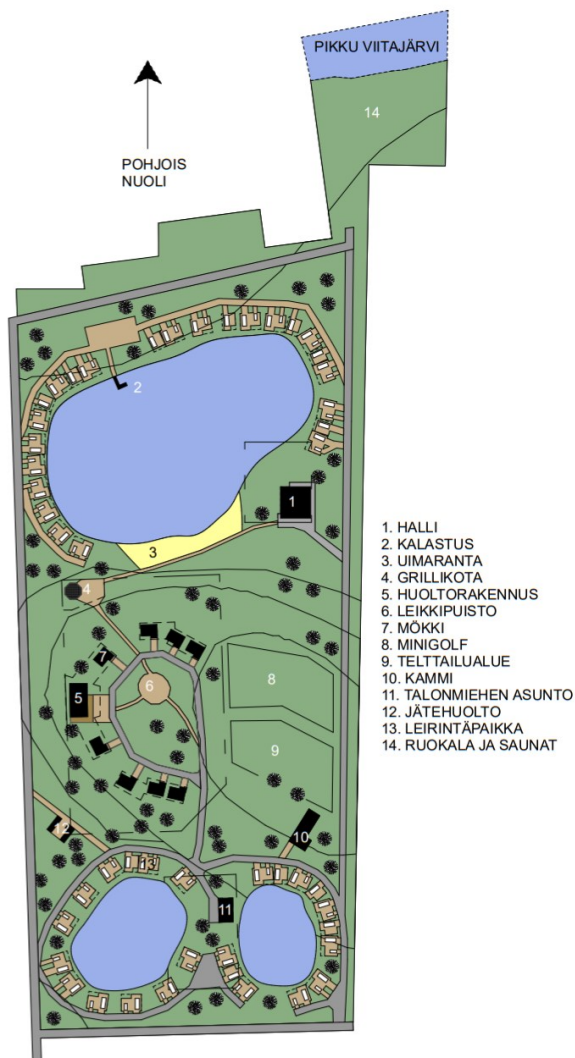 PIKKU VIITAJÄRVI
14
POHJOIS
NUOLI
2
1
3
4
7
8
6
5
9
12
10
13
11
1. HALLI
2. KALASTUS
3. UIMARANTA
4. GRILLIKOTA
5. HUOLTORAKENNUS
6. LEIKKIPUISTO
7. MÖKKI
8. MINIGOLF
9. TELTTAILUALUE
10. KAMMI
11. TALONMIEHEN ASUNTO
12. JÄTEHUOLTO
13. LEIRINTÄPAIKKA
14. RUOKALA JA SAUNAT